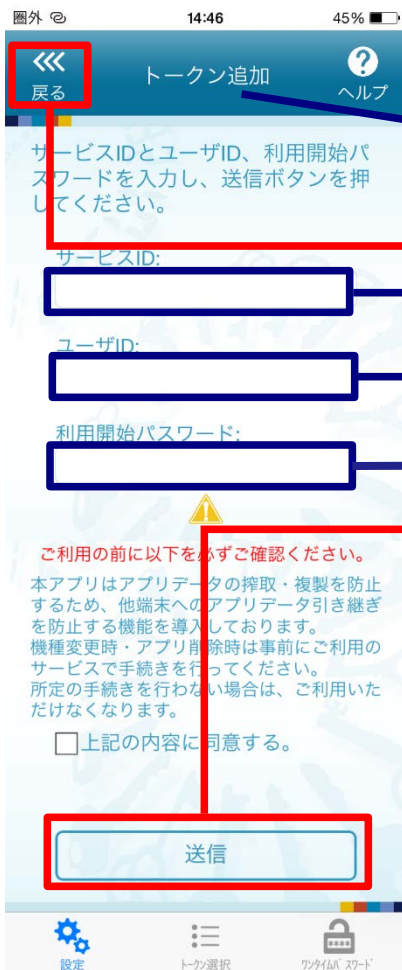 圏外 14:46 45%
戻る トークン追加 ヘルプ
サービスIDとユーザID、利用開始パ
スワードを入力し、送信ボタンを押
してください。
サービスID:
ユーザID:
利用開始パスワード:
ご利用の前に以下を必ずご確認ください。
本アプリはアプリデータの搾取・複製を防止
するため、他端末へのアプリデータ引き継ぎ
を防止する機能を導入しております。
機種変更時・アプリ削除時は事前にご利用の
サービスで手続きを行ってください。
所定の手続きを行わない場合は、ご利用いた
だけなくなります。
上記の内容に同意する。
送信
設定 トークン選択 ワンタイムパスワード